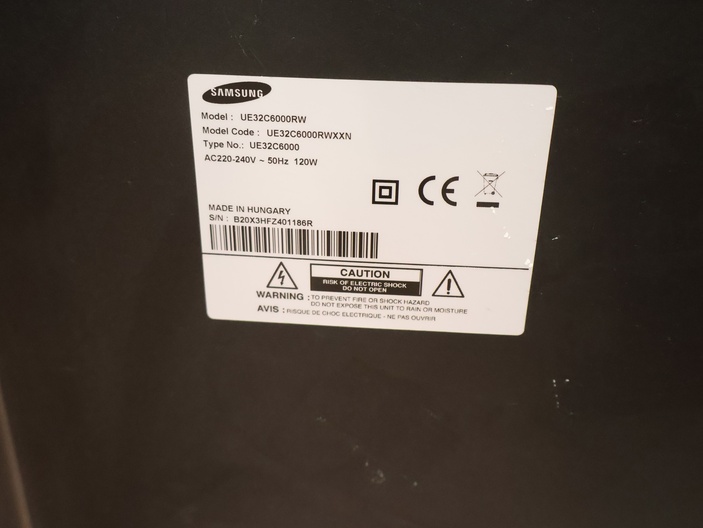 SAMSUNG
Model : UE32C6000RW
Model Code : UE32C6000RWXXN
Type No.: UE32C6000
AC220-240V ~ 50Hz 120W
MADE IN HUNGARY
S/N : B20X3HFZ401186R
CE
CAUTION
RISK OF ELECTRIC SHOCK
DO NOT OPEN
WARNING : TO PREVENT FIRE OR SHOCK HAZARD
DO NOT EXPOSE THIS UNIT TO RAIN OR MOISTURE
AVIS : RISQUE DE CHOC ELECTRIQUE - NE PAS OUVRIR